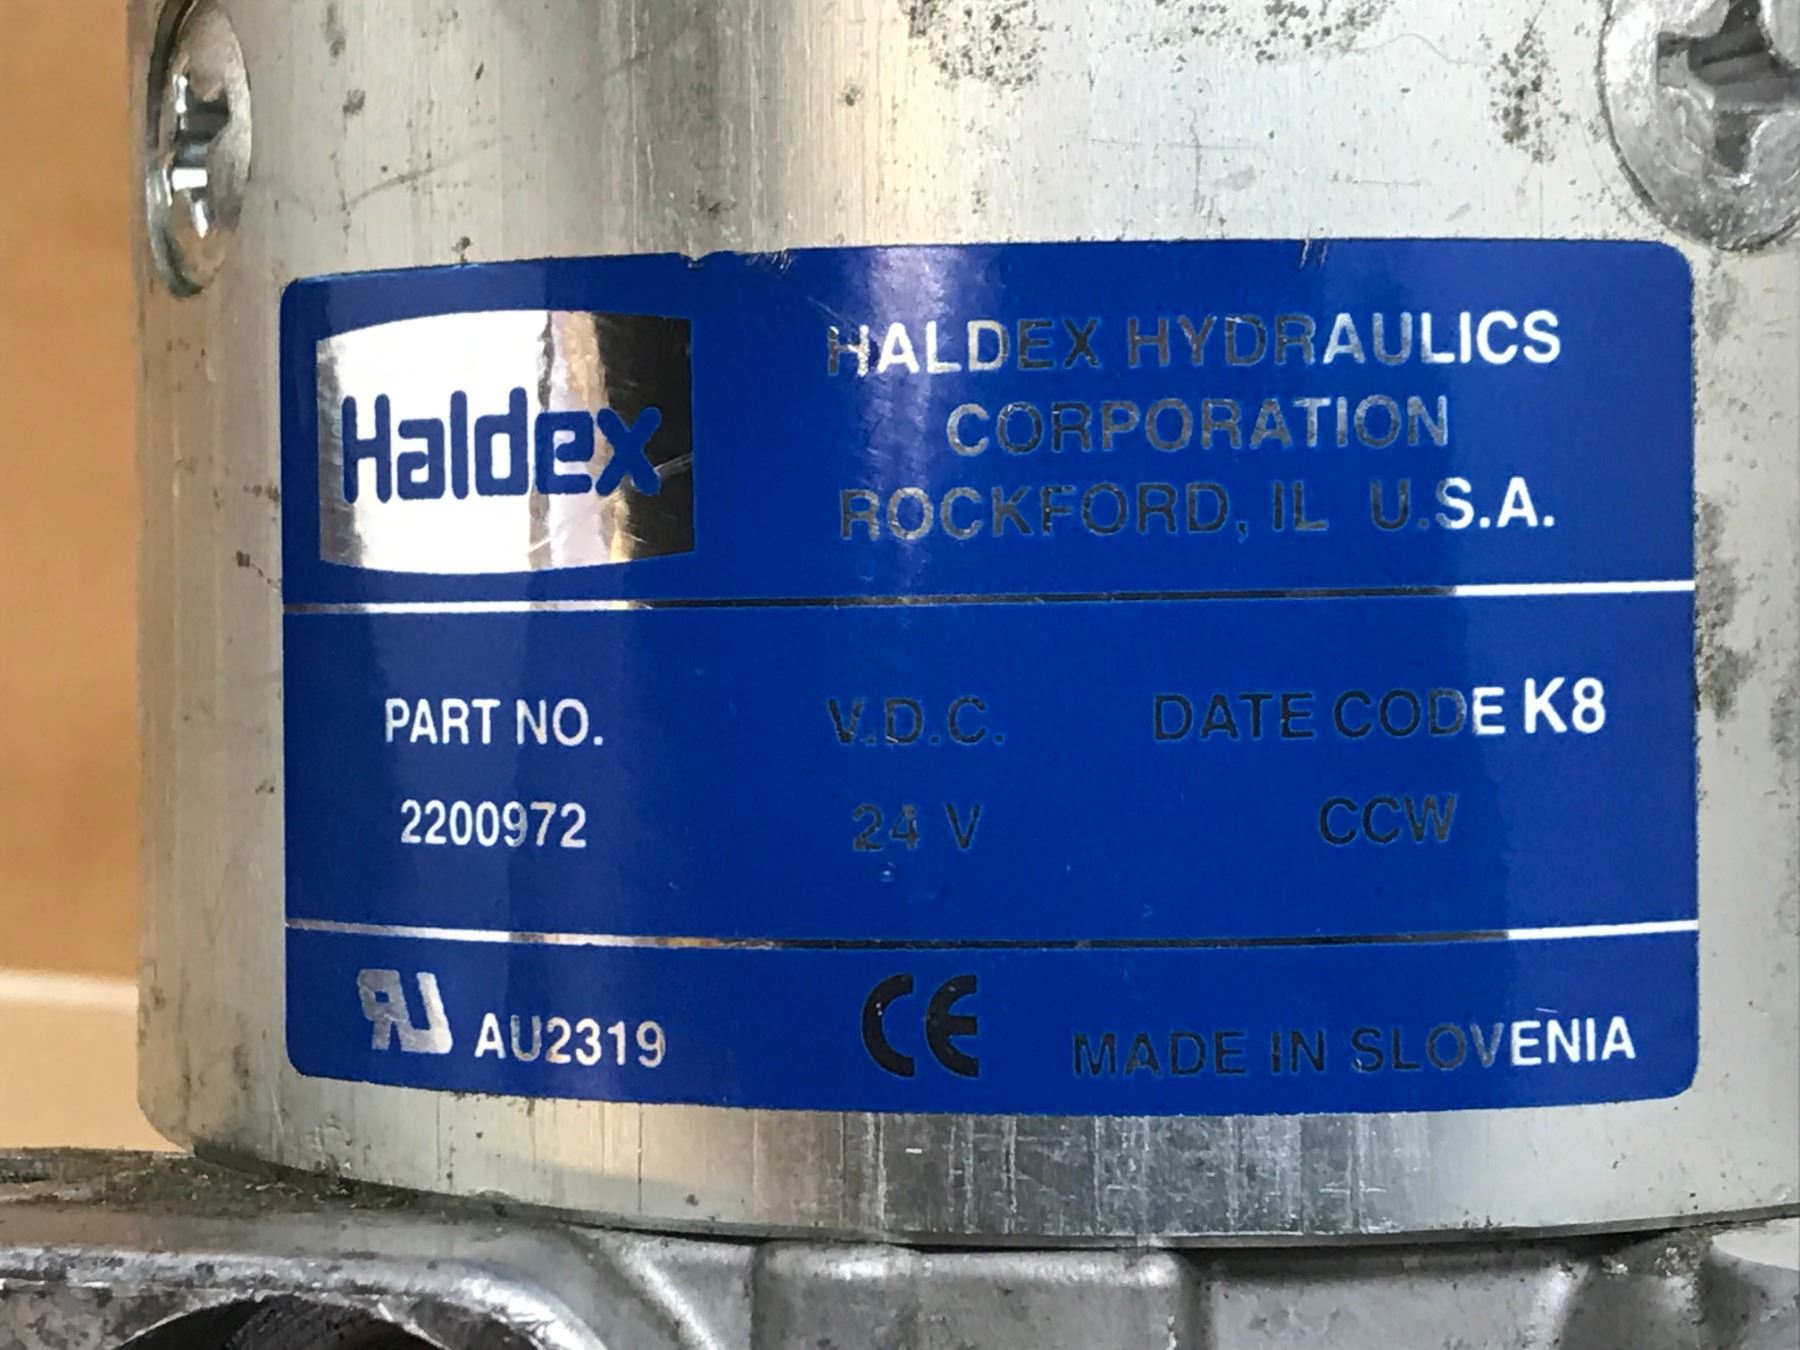 Haldex
HALDEX HYDRAULICS
CORPORATION
ROCKFORD, IL U.S.A.
PART NO. V.D.C. DATE CODE K8
2200972 24 V CCW
RU AU2319 CE MADE IN SLOVENIA